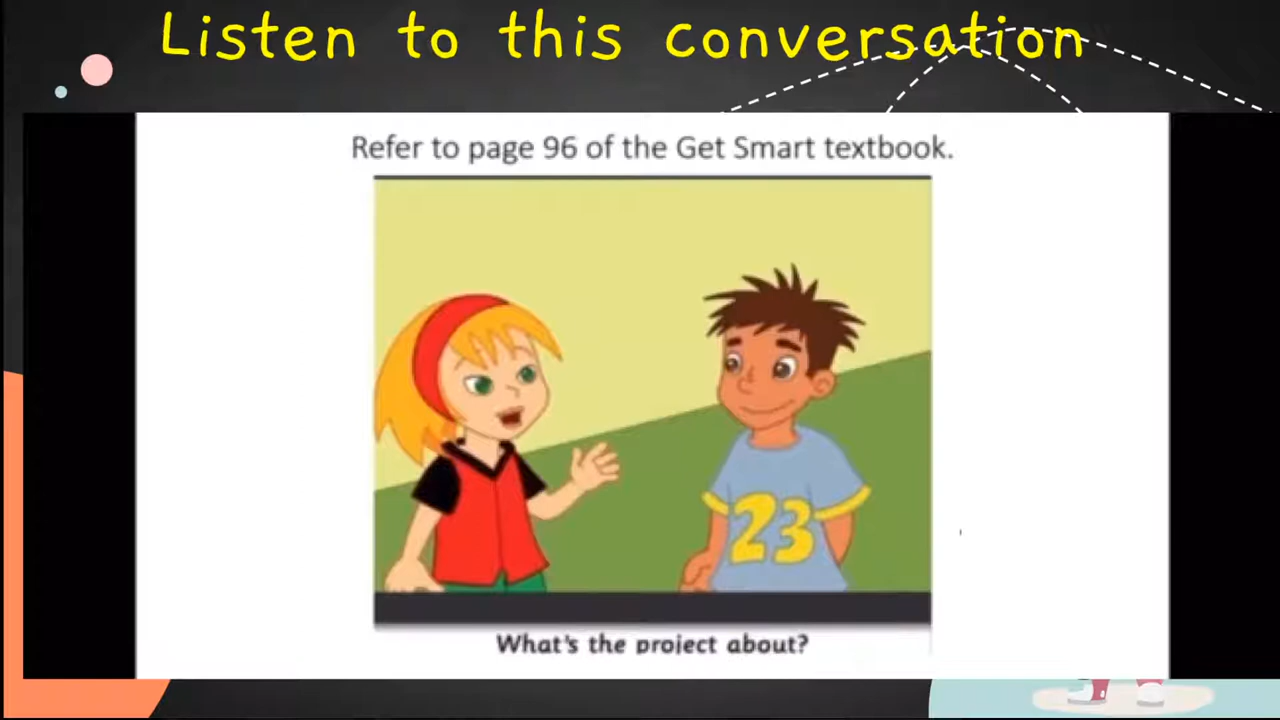 Listen to this conversation
Refer to page 96 of the Get Smart textbook.
23
What's the project about?